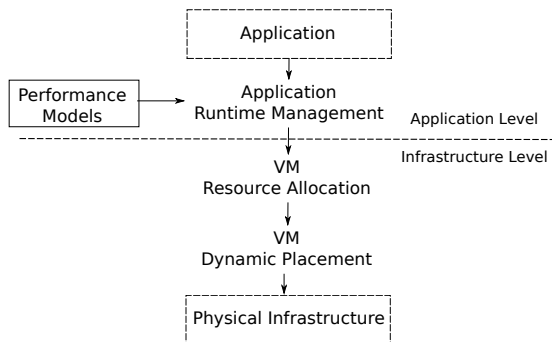 Application
Performance
Models
Application
Runtime Management
Application Level
Infrastructure Level
VM
Resource Allocation
VM
Dynamic Placement
Physical Infrastructure